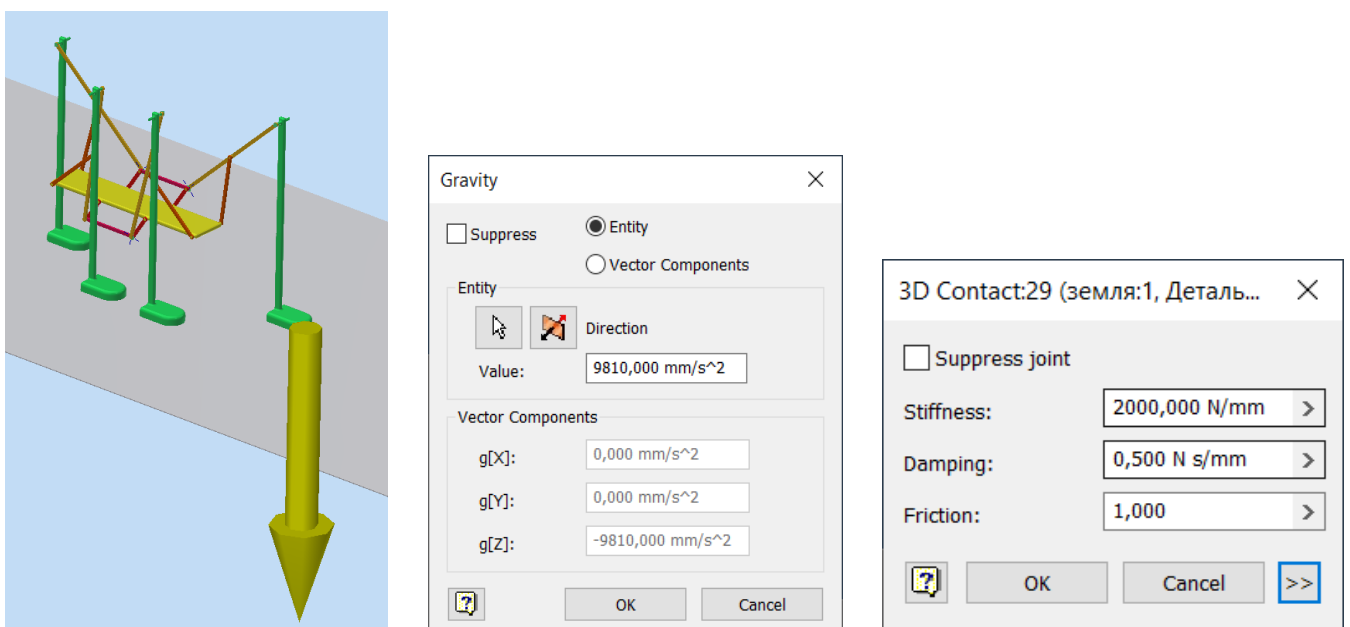 Gravity
Suppress
Entity
Vector Components
Entity
Direction
Value:
9810,000 mm/s^2
Vector Components
g[X]:
0,000 mm/s^2
g[Y]:
0,000 mm/s^2
g[Z]:
-9810,000 mm/s^2
OK
Cancel
3D Contact:29 (земля:1, Деталь...
Suppress joint
Stiffness:
2000,000 N/mm
Damping:
0,500 N s/mm
Friction:
1,000
OK
Cancel
>>